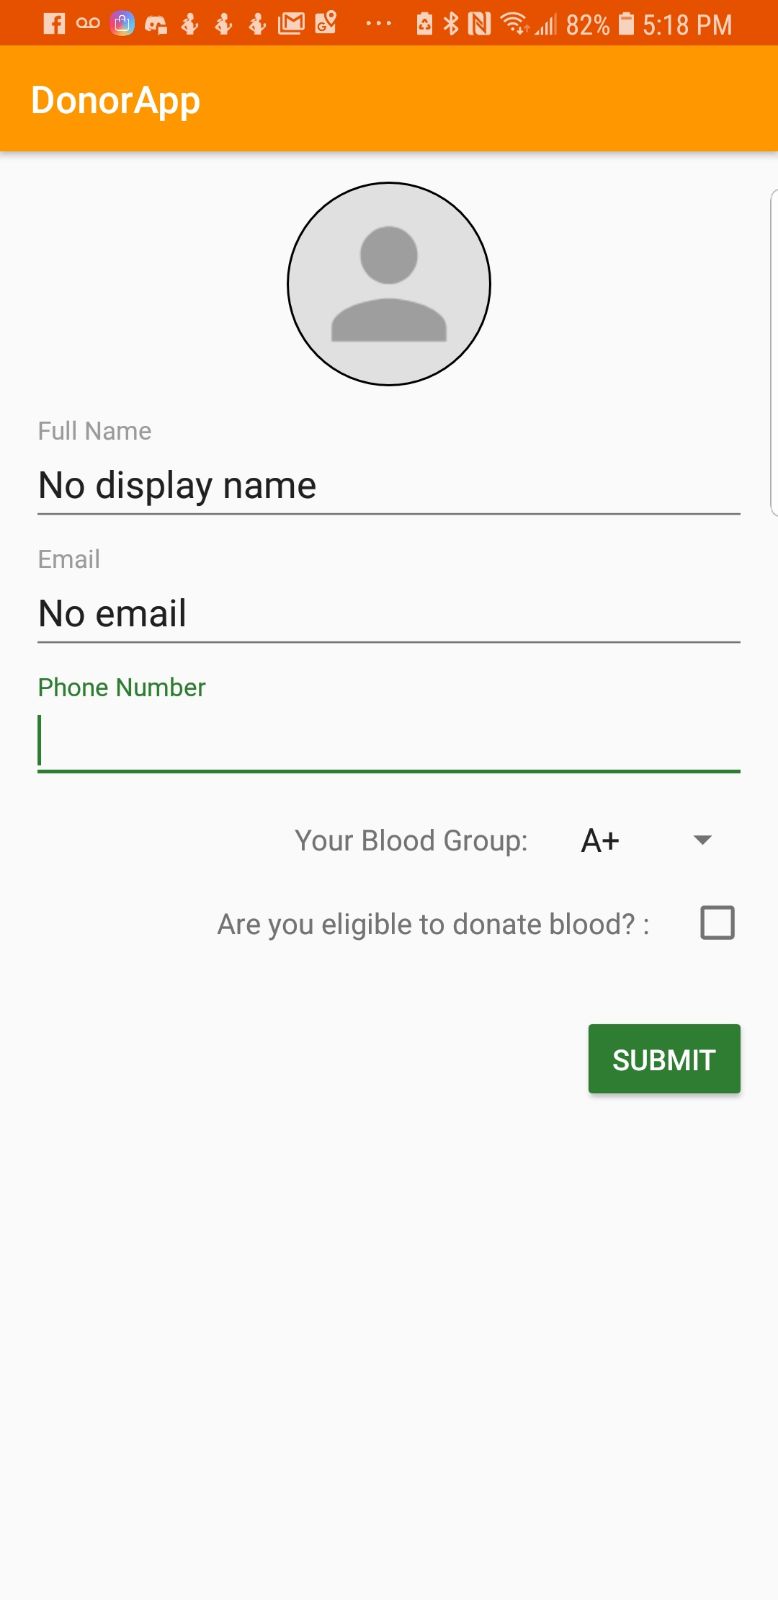 82% 5:18 PM
DonorApp
Full Name
No display name
Email
No email
Phone Number
Your Blood Group: A+
Are you eligible to donate blood? :
SUBMIT